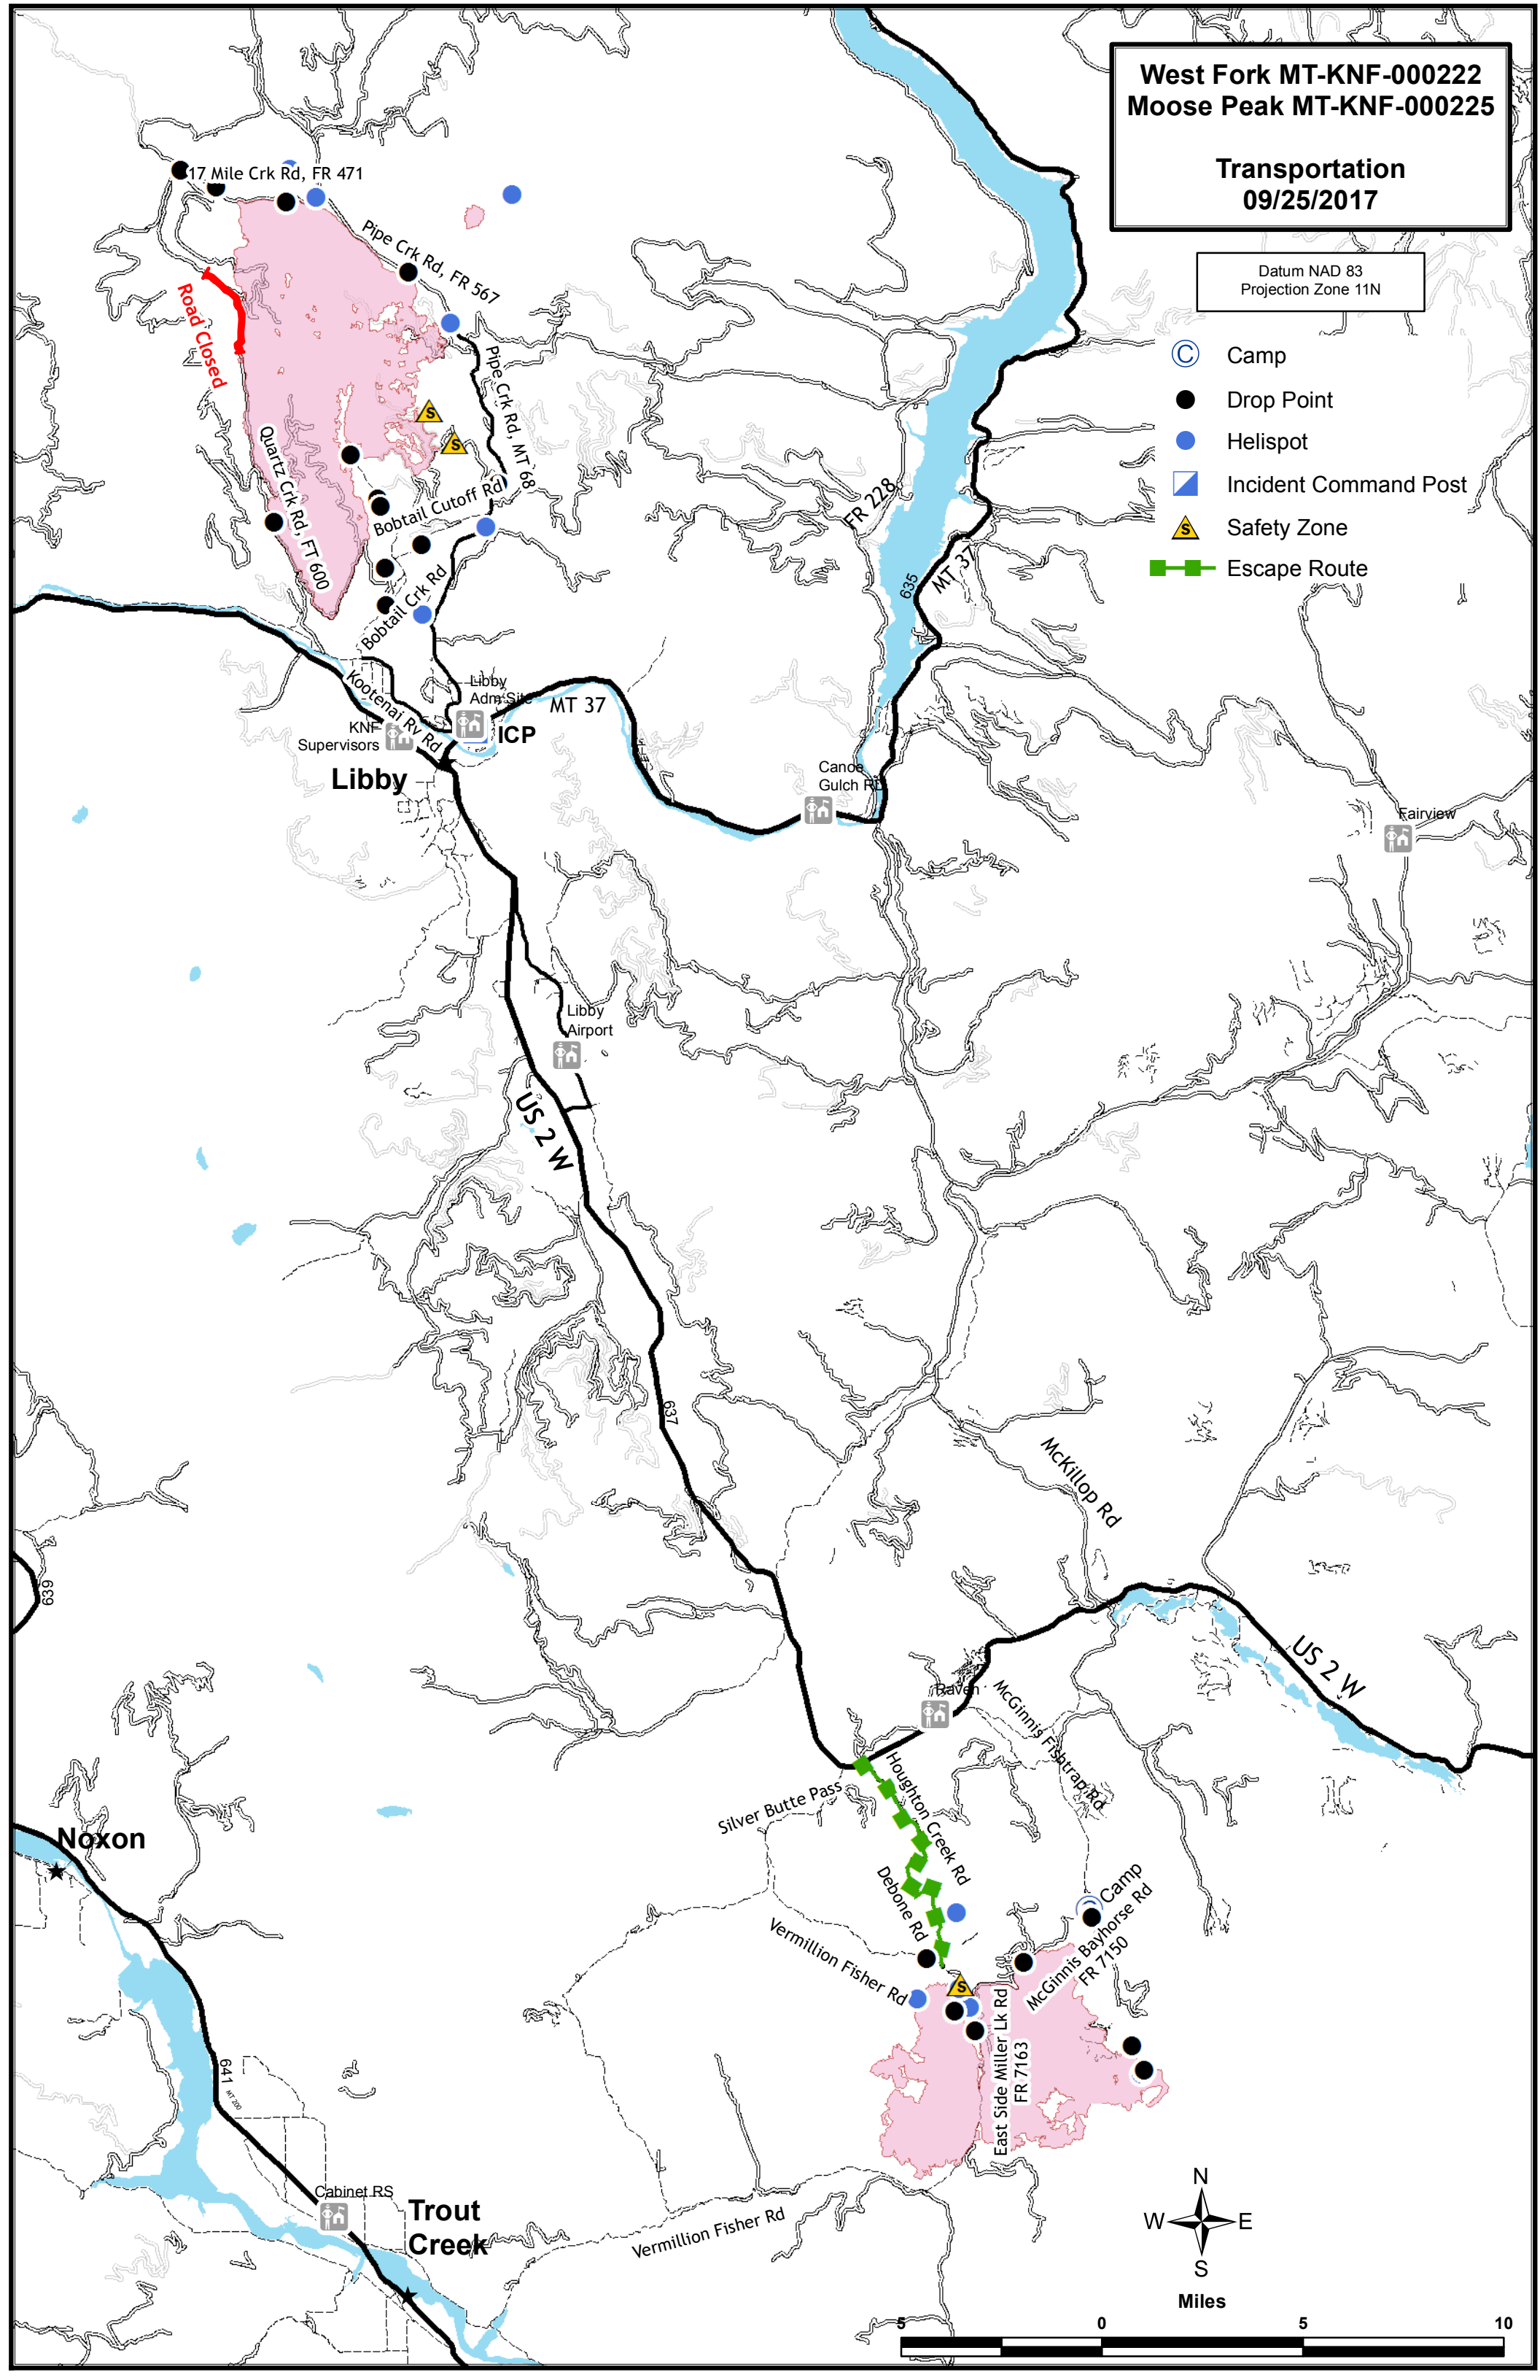 West Fork MT-KNF-000222
Moose Peak MT-KNF-000225
Transportation
09/25/2017
Datum NAD 83
Projection Zone 11N
C Camp
Drop Point
Helispot
Incident Command Post
S Safety Zone
Escape Route
17 Mile Crk Rd, FR 471
Pipe Crk Rd, FR 567
Road Closed
Pipe Crk Rd, MT 68
S
S
Quartz Crk Rd, FT 600
Bobtail Cutoff Rd
FR 228
635
MT 37
Bobtail Crk Rd
Kootenai Rv Rd
Libby
Adm Site
MT 37
KNF
Supervisors
ICP
Libby
Canoe
Gulch RD
Fairview
Libby
Airport
US 2 W
637
McKillop Rd
639
US 2 W
Raven
McGinnis Fishtrap Rd
Houghton Creek Rd
Silver Butte Pass
Noxon
Debone Rd
Camp
McGinnis Bayhorse Rd
FR 7150
Vermillion Fisher Rd
S
East Side Miller Lk Rd
FR 7163
641
MT 200
Cabinet RS
Trout
Creek
Vermillion Fisher Rd
N
W E
S
Miles
5 0 5 10